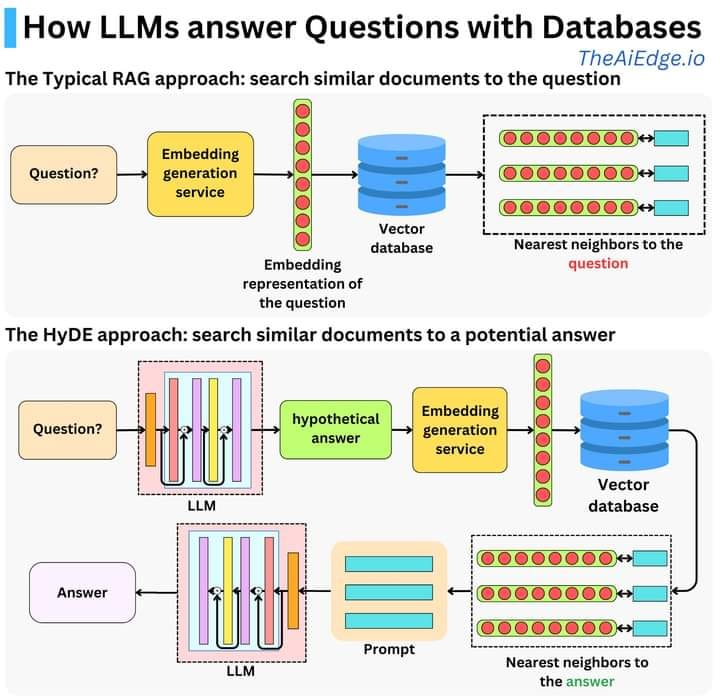 How LLMs answer Questions with Databases
TheAiEdge.io
The Typical RAG approach: search similar documents to the question
Question?
Embedding
generation
service
Embedding
representation of
the question
Vector
database
Nearest neighbors to the
question
The HyDE approach: search similar documents to a potential answer
Question?
LLM
hypothetical
answer
Embedding
generation
service
Vector
database
Nearest neighbors to
the answer
Prompt
LLM
Answer